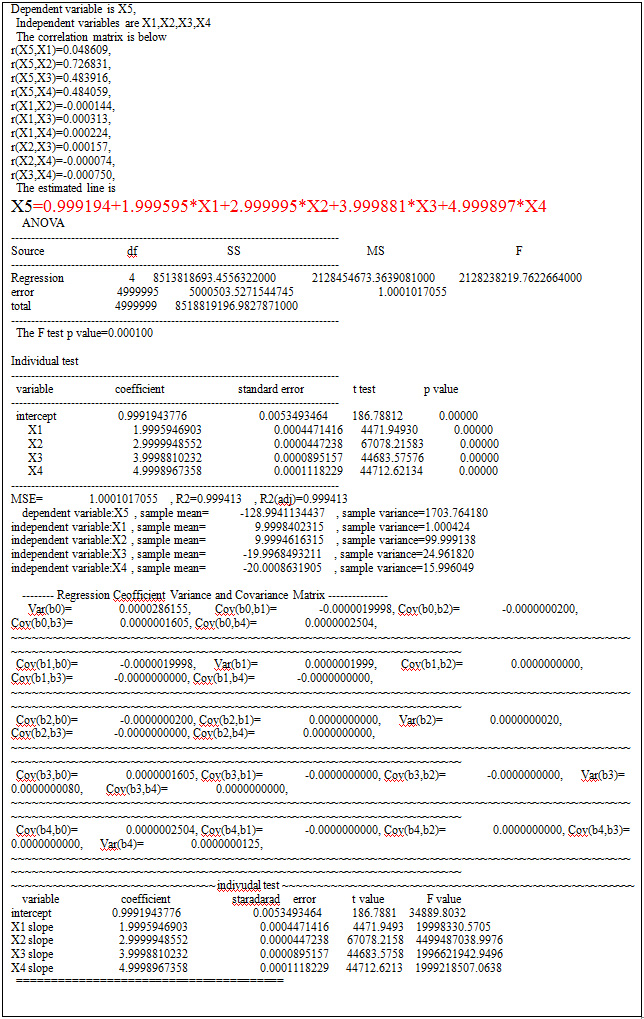 Dependent variable is X5,
Independent variables are X1,X2,X3,X4
The correlation matrix is below
r(X5,X1)=0.048609,
r(X5,X2)=0.726831,
r(X5,X3)=0.483916,
r(X5,X4)=0.484059,
r(X1,X2)=-0.000144,
r(X1,X3)=0.000313,
r(X1,X4)=0.000224,
r(X2,X3)=0.000157,
r(X2,X4)=-0.000074,
r(X3,X4)=-0.000750,
The estimated line is
X5=0.999194+1.999595*X1+2.999995*X2+3.999881*X3+4.999897*X4
ANOVA
--------------------------------------------------------------------------------
Source df SS MS F
--------------------------------------------------------------------------------
Regression 4 8513818693.4556322000 2128454673.3639081000 2128238219.7622664000
error 4999995 5000503.5271544745 1.0001017055
total 4999999 8518819196.9827871000
--------------------------------------------------------------------------------
The F test p value=0.000100
Individual test
--------------------------------------------------------------------------------
variable coefficient standard error t test p value
--------------------------------------------------------------------------------
intercept 0.9991943776 0.0053493464 186.78812 0.00000
X1 1.9995946903 0.0004471416 4471.94930 0.00000
X2 2.9999948552 0.0000447238 67078.21583 0.00000
X3 3.9998810232 0.0000895157 44683.57576 0.00000
X4 4.9998967358 0.0001118229 44712.62134 0.00000
--------------------------------------------------------------------------------
MSE= 1.0001017055 , R2=0.999413 , R2(adj)=0.999413
dependent variable:X5 , sample mean= -128.9941134437 , sample variance=1703.764180
independent variable:X1 , sample mean= 9.9998402315 , sample variance=1.000424
independent variable:X2 , sample mean= 9.9994616315 , sample variance=99.999138
independent variable:X3 , sample mean= -19.9968493211 , sample variance=24.961820
independent variable:X4 , sample mean= -20.0008631905 , sample variance=15.996049
-------- Regression Ceofficient Variance and Covariance Matrix ---------------
Var(b0)= 0.0000286155, Cov(b0,b1)= -0.0000019998, Cov(b0,b2)= -0.0000000200,
Cov(b0,b3)= 0.0000001605, Cov(b0,b4)= 0.0000002504,
~~~~~~~~~~~~~~~~~~~~~~~~~~~~~~~~~~~~~~~~
~~~~~~~~~~~~~~~~~~~~~~~~~~~~~~
Cov(b1,b0)= -0.0000019998, Var(b1)= 0.0000001999, Cov(b1,b2)= 0.0000000000,
Cov(b1,b3)= -0.0000000000, Cov(b1,b4)= -0.0000000000,
~~~~~~~~~~~~~~~~~~~~~~~~~~~~~~~~~~~~~~~~
~~~~~~~~~~~~~~~~~~~~~~~~~~~~~~
Cov(b2,b0)= -0.0000000200, Cov(b2,b1)= 0.0000000000, Var(b2)= 0.0000000020,
Cov(b2,b3)= -0.0000000000, Cov(b2,b4)= 0.0000000000,
~~~~~~~~~~~~~~~~~~~~~~~~~~~~~~~~~~~~~~~~
~~~~~~~~~~~~~~~~~~~~~~~~~~~~~~
Cov(b3,b0)= 0.0000001605, Cov(b3,b1)= -0.0000000000, Cov(b3,b2)= -0.0000000000, Var(b3)=
0.0000000080, Cov(b3,b4)= 0.0000000000,
~~~~~~~~~~~~~~~~~~~~~~~~~~~~~~~~~~~~~~~~
~~~~~~~~~~~~~~~~~~~~~~~~~~~~~~
Cov(b4,b0)= 0.0000002504, Cov(b4,b1)= -0.0000000000, Cov(b4,b2)= 0.0000000000, Cov(b4,b3)=
0.0000000000, Var(b4)= 0.0000000125,
~~~~~~~~~~~~~~~~~~~~~~~~~~~~~~~~~~~~~~~~
~~~~~~~~~~~~~~~~~~~~~~~~~~~~~~
~~~~~~~~~~~~~~~~indivudal test~~~~~~~~~~~~~~~~~~~~~~~~
variable coefficient staradarad error t value F value
intercept 0.9991943776 0.0053493464 186.7881 34889.8032
X1 slope 1.9995946903 0.0004471416 4471.9493 19998330.5705
X2 slope 2.9999948552 0.0000447238 67078.2158 4499487038.9976
X3 slope 3.9998810232 0.0000895157 44683.5758 1996621942.9496
X4 slope 4.9998967358 0.0001118229 44712.6213 1999218507.0638
=====================================